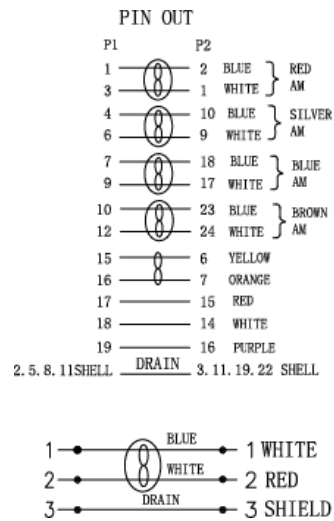 PIN OUT
P1 P2
1 2 BLUE RED
3 1 WHITE AM
4 10 BLUE SILVER
6 9 WHITE AM
7 18 BLUE BLUE
9 17 WHITE AM
10 23 BLUE BROWN
12 24 WHITE AM
15 6 YELLOW
16 7 ORANGE
17 15 RED
18 14 WHITE
19 16 PURPLE
2.5.8.11SHELL DRAIN 3.11.19.22 SHELL
BLUE
1 1 WHITE
WHITE
2 2 RED
DRAIN
3 3 SHIELD